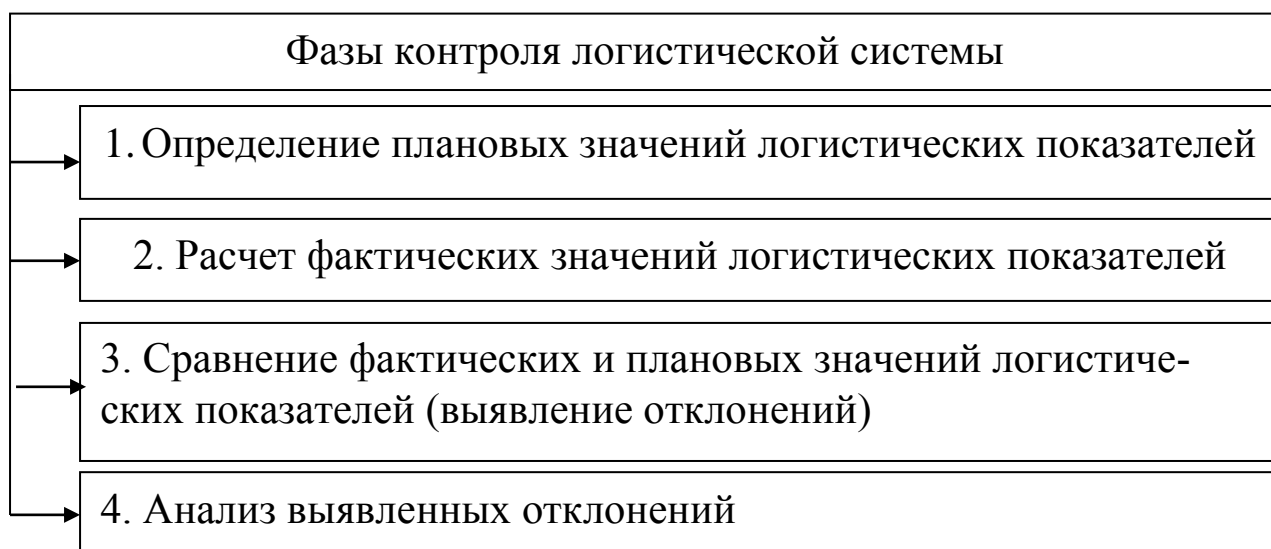 Фазы контроля логистической системы
1. Определение плановых значений логистических показателей
2. Расчет фактических значений логистических показателей
3. Сравнение фактических и плановых значений логистиче-
ских показателей (выявление отклонений)
4. Анализ выявленных отклонений